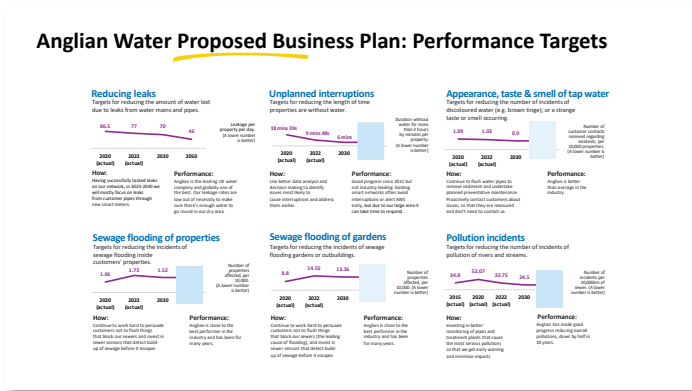 Anglian Water Proposed Business Plan: Performance Targets
Reducing leaks
Targets for reducing the amount of water lost
due to leaks from water mains and pipes.
86.5 77 70 46
2020 2022 2030 2050
(actual) (actual)
Leakage per
property per day.
(A lower number
is better)
How:
Having successfully tackled leaks
on our network, in 2025-2030 we
will mostly focus on leaks
from customer pipes through
new smart meters.
Performance:
Anglian is the leading UK water
company and globally one of
the best. Our leakage rates are
low out of necessity to make
sure there's enough water to
go round in our dry area
Unplanned interruptions
Targets for reducing the length of time
properties are without water.
18 mins 39s 9 mins 48s 6 mins
2020 2022 2030
(actual) (actual)
Duration without
water for more
than 3 hours
by minutes per
property.
(A lower number
is better)
How:
Use better data analysis and
decision making to identify
issues most likely to
cause interruptions and address
them earlier.
Performance:
Good progress since 2011 but
not industry leading. Existing
smart networks often avoid
interruptions or alert AWS
early, but due to our large area it
can take time to respond.
Appearance, taste & smell of tap water
Targets for reducing the number of incidents of
discoloured water (e.g. brown tinge); or a strange
taste or smell occurring.
1.09 1.03 0.9
2020 2022 2030
(actual) (actual)
Number of
customer contacts
received regarding
incidents, per
10,000 properties.
(A lower number is
better)
How:
Continue to flush water pipes to
remove sediment and undertake
planned preventative maintenance.
Proactively contact customers about
issues, so that they are reassured
and don't need to contact us.
Performance:
Anglian is better
than average in the
industry.
Sewage flooding of properties
Targets for reducing the incidents of
sewage flooding inside
customers' properties.
1.06 1.73 1.52
2020 2022 2030
(actual) (actual)
Number of
properties
affected, per
10,000.
(A lower number
is better)
How:
Continue to work hard to persuade
customers not to flush things
that block our sewers and invest in
sewer sensors that detect build-
up of sewage before it escapes
Performance:
Anglian is close to the
best performer in the
industry and has been for
many years.
Sewage flooding of gardens
Targets for reducing the incidents of sewage
flooding gardens or outbuildings.
8.8 14.55 13.36
2020 2022 2030
(actual) (actual)
Number of
properties
affected, per
10,000. (A lower
number is better)
How:
Continue to work hard to persuade
customers not to flush things
that block our sewers (the leading
cause of flooding), and invest in
sewer sensors that detect build-
up of sewage before it escapes
Performance:
Anglian is close to the best
performer in the industry
and has been
for many years.
Pollution incidents
Targets for reducing the number of incidents of
pollution of rivers and streams.
34.8 52.07 33.75 24.5
2015 2020 2022 2030
(actual) (actual) (actual)
Number of
incidents per
10,000km of
sewer. (A lower
number is better)
How:
Investing in better
monitoring of pipes and
treatment plants that cause
the most serious pollutions
so that we get early warning
and minimise impacts
Performance:
Anglian has made good
progress reducing overall
pollutions, down by half in
10 years.